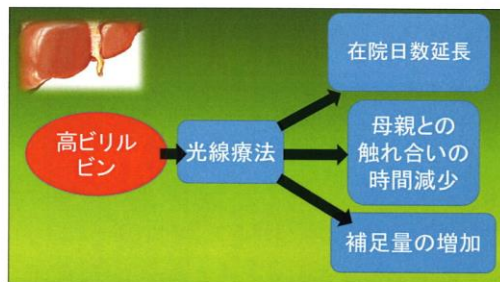 高ビリル
ビン
光線療法
在院日数延長
母親との
触れ合いの
時間減少
補足量の増加